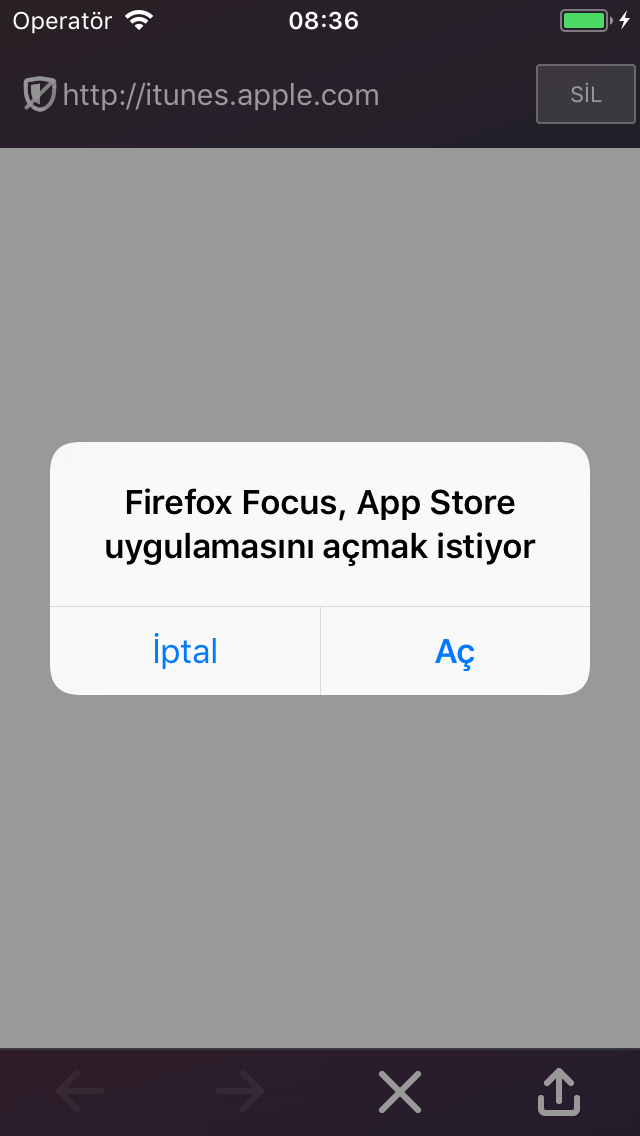 Operatör 08:36
http://itunes.apple.com SİL
Firefox Focus, App Store
uygulamasını açmak istiyor
İptal Aç